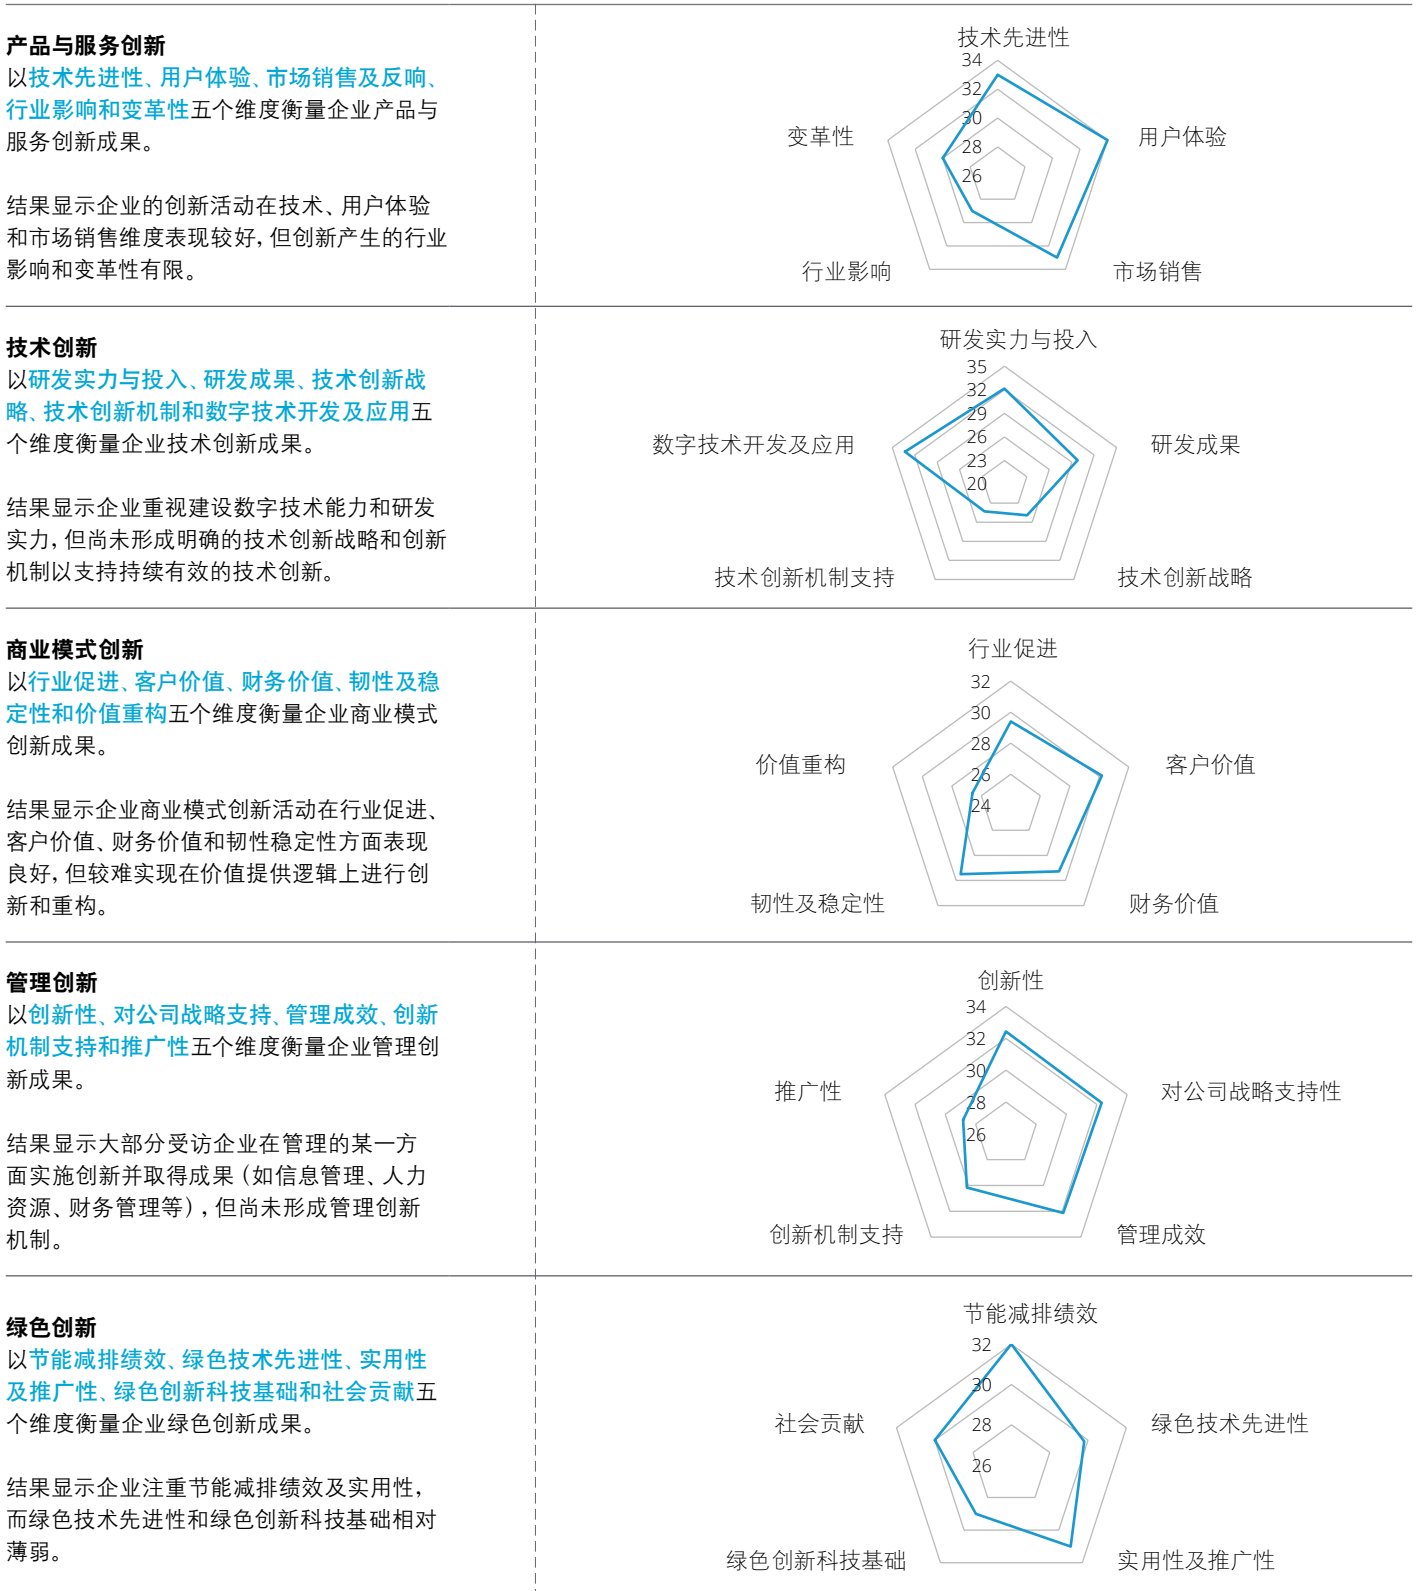 产品与服务创新
以技术先进性、用户体验、市场销售及反响、
行业影响和变革性五个维度衡量企业产品与
服务创新成果。
结果显示企业的创新活动在技术、用户体验
和市场销售维度表现较好，但创新产生的行业
影响和变革性有限。
技术先进性
34
32
30
28
26
变革性
用户体验
行业影响
市场销售
技术创新
以研发实力与投入、研发成果、技术创新战
略、技术创新机制和数字技术开发及应用五
个维度衡量企业技术创新成果。
结果显示企业重视建设数字技术能力和研发
实力，但尚未形成明确的技术创新战略和创新
机制以支持持续有效的技术创新。
研发实力与投入
35
32
29
26
23
20
数字技术开发及应用
研发成果
技术创新机制支持
技术创新战略
商业模式创新
以行业促进、客户价值、财务价值、韧性及稳
定性和价值重构五个维度衡量企业商业模式
创新成果。
结果显示企业商业模式创新活动在行业促进、
客户价值、财务价值和韧性稳定性方面表现
良好，但较难实现在价值提供逻辑上进行创
新和重构。
行业促进
32
30
28
26
24
价值重构
客户价值
韧性及稳定性
财务价值
管理创新
以创新性、对公司战略支持、管理成效、创新
机制支持和推广性五个维度衡量企业管理创
新成果。
结果显示大部分受访企业在管理的某一方
面实施创新并取得成果（如信息管理、人力
资源、财务管理等），但尚未形成管理创新
机制。
创新性
34
32
30
28
26
推广性
对公司战略支持性
创新机制支持
管理成效
绿色创新
以节能减排绩效、绿色技术先进性、实用性
及推广性、绿色创新科技基础和社会贡献五
个维度衡量企业绿色创新成果。
结果显示企业注重节能减排绩效及实用性，
而绿色技术先进性和绿色创新科技基础相对
薄弱。
节能减排绩效
32
30
28
26
社会贡献
绿色技术先进性
绿色创新科技基础
实用性及推广性